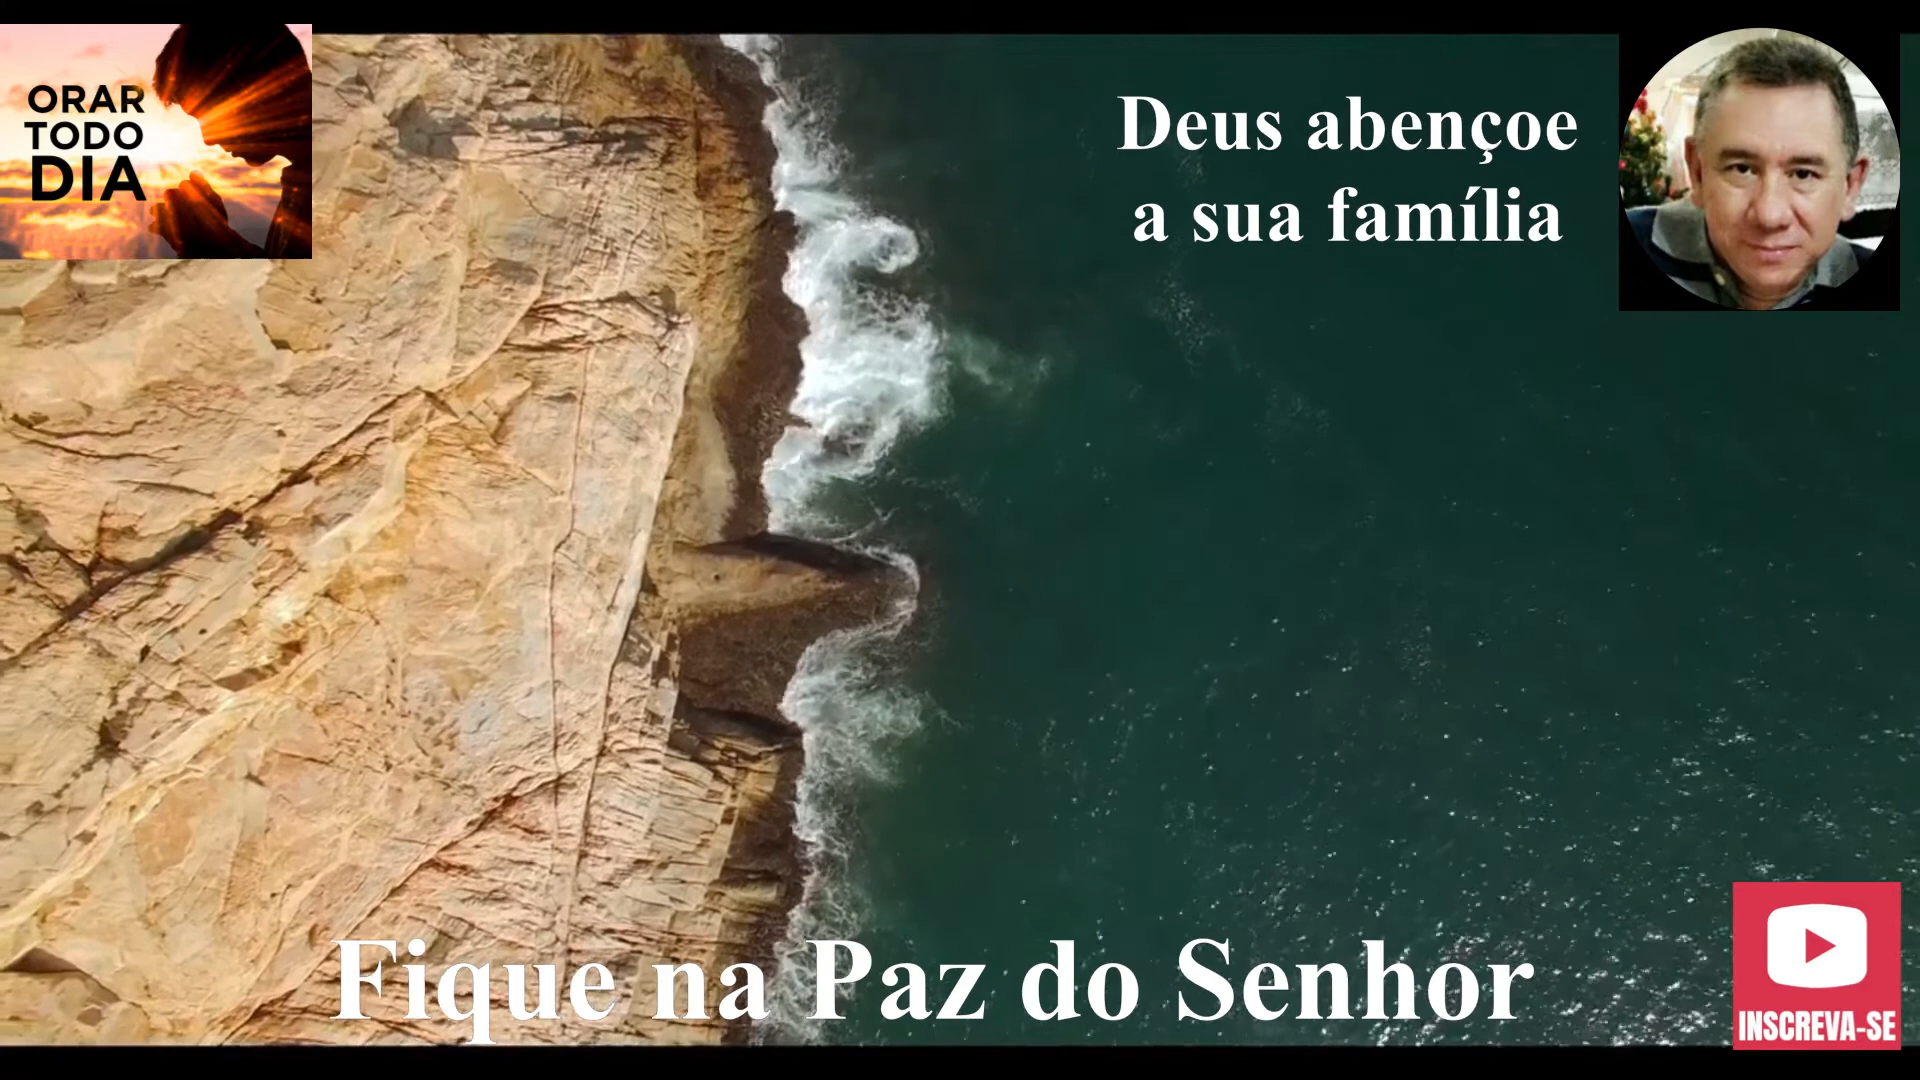 ORAR
TODO
DIA
Deus abençoe
a sua família
Fique na Paz do Senhor
INSCREVA-SE